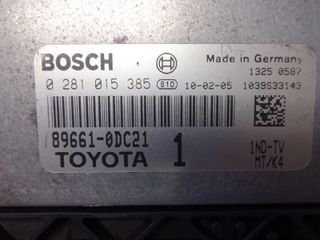 BOSCH Made in Germany
1325 0587
0 281 015 385 S10 10-02-05 1039S33143
89661-0DC21
TOYOTA 1 1ND-TV
MT/K4